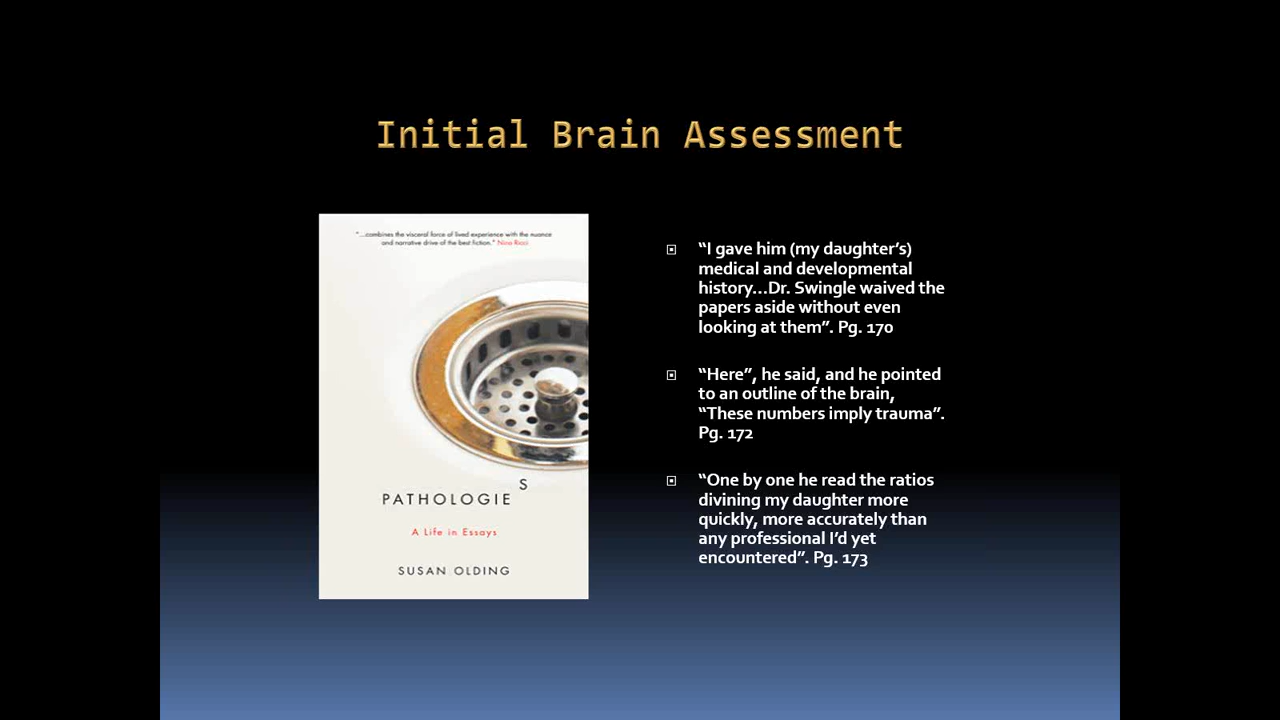 Initial Brain Assessment
"...combines the visceral force of lived experience with the nuance
and narrative drive of the best fiction." Nino Ricci
S
PATHOLOGIE
A Life in Essays
SUSAN OLDING
“I gave him (my daughter’s)
medical and developmental
history…Dr. Swingle waived the
papers aside without even
looking at them”. Pg. 170
“Here”, he said, and he pointed
to an outline of the brain,
“These numbers imply trauma”.
Pg. 172
“One by one he read the ratios
divining my daughter more
quickly, more accurately than
any professional I’d yet
encountered”. Pg. 173